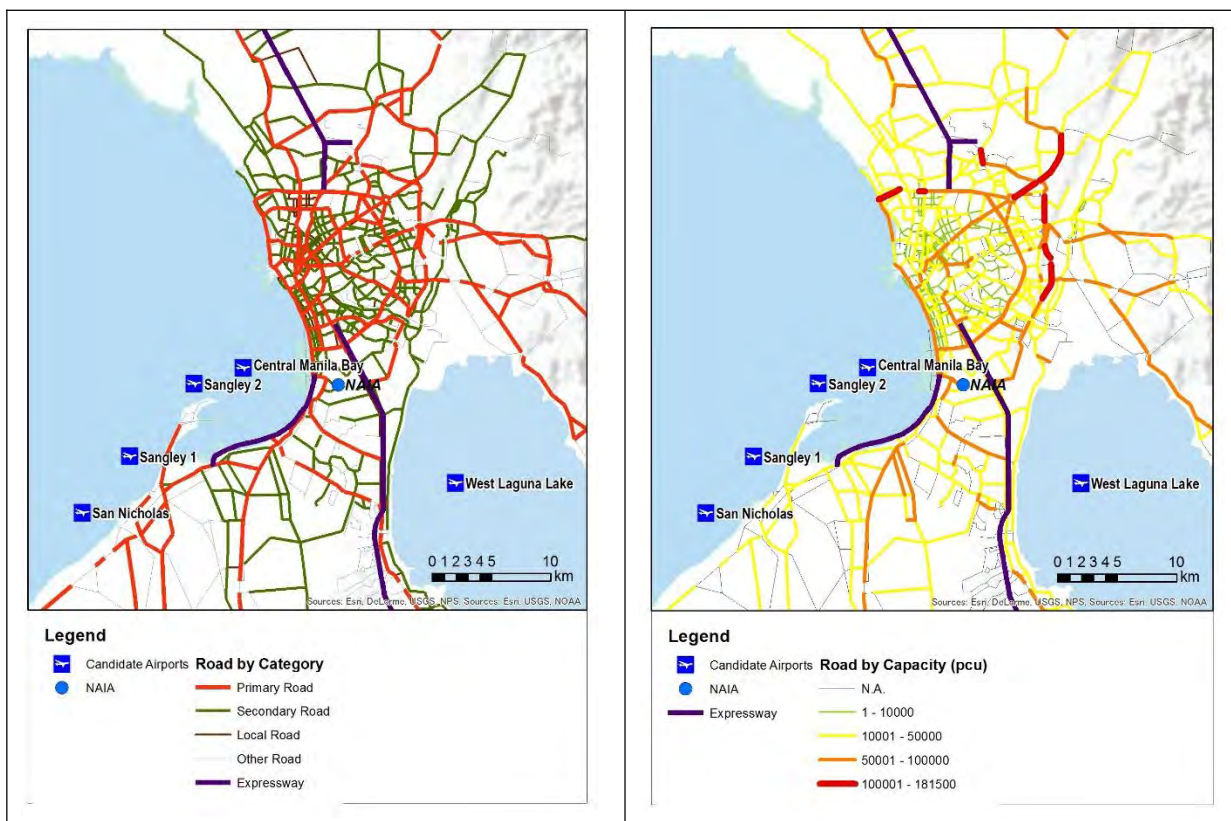 Central Manila Bay
Sangley 2
NAIA
Sangley 1
West Laguna Lake
San Nicholas
0 1 2 3 4 5 10
km
Sources: Esri, DeLorme, USGS, NPS, Sources: Esri, USGS, NOAA
Legend
Candidate Airports
NAIA
Road by Category
Primary Road
Secondary Road
Local Road
Other Road
Expressway
Central Manila Bay
Sangley 2
NAIA
Sangley 1
West Laguna Lake
San Nicholas
0 1 2 3 4 5 10
km
Sources: Esri, DeLorme, USGS, NPS, Sources: Esri, USGS, NOAA
Legend
Candidate Airports
NAIA
Expressway
Road by Capacity (pcu)
N.A.
1 - 10000
10001 - 50000
50001 - 100000
100001 - 181500